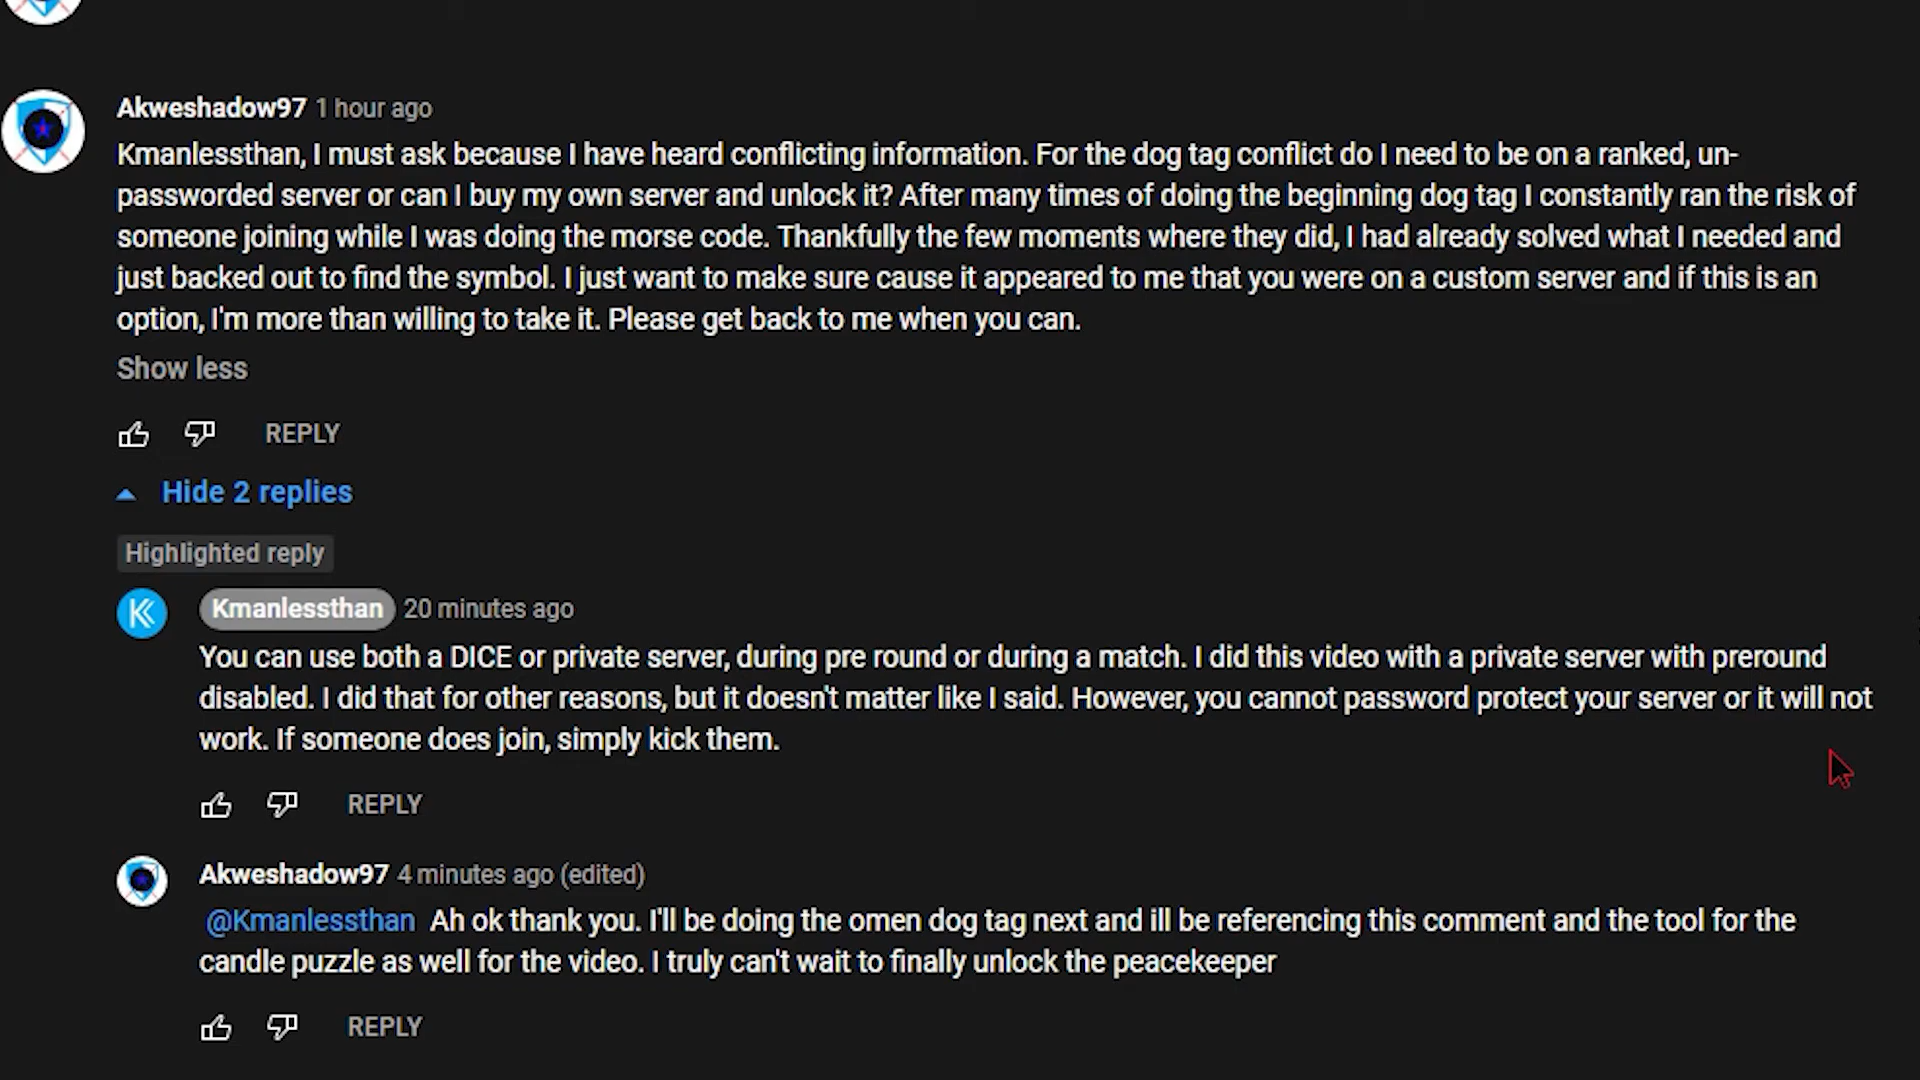 Akweshadow97 1 hour ago
Kmanlessthan, I must ask because I have heard conflicting information. For the dog tag conflict do I need to be on a ranked, un-
passworded server or can I buy my own server and unlock it? After many times of doing the beginning dog tag I constantly ran the risk of
someone joining while I was doing the morse code. Thankfully the few moments where they did, I had already solved what I needed and
just backed out to find the symbol. I just want to make sure cause it appeared to me that you were on a custom server and if this is an
option, I'm more than willing to take it. Please get back to me when you can.
Show less
REPLY
Hide 2 replies
Highlighted reply
Kmanlessthan 20 minutes ago
You can use both a DICE or private server, during pre round or during a match. I did this video with a private server with preround
disabled. I did that for other reasons, but it doesn't matter like I said. However, you cannot password protect your server or it will not
work. If someone does join, simply kick them.
REPLY
Akweshadow97 4 minutes ago (edited)
@Kmanlessthan Ah ok thank you. I'll be doing the omen dog tag next and ill be referencing this comment and the tool for the
candle puzzle as well for the video. I truly can't wait to finally unlock the peacekeeper
REPLY